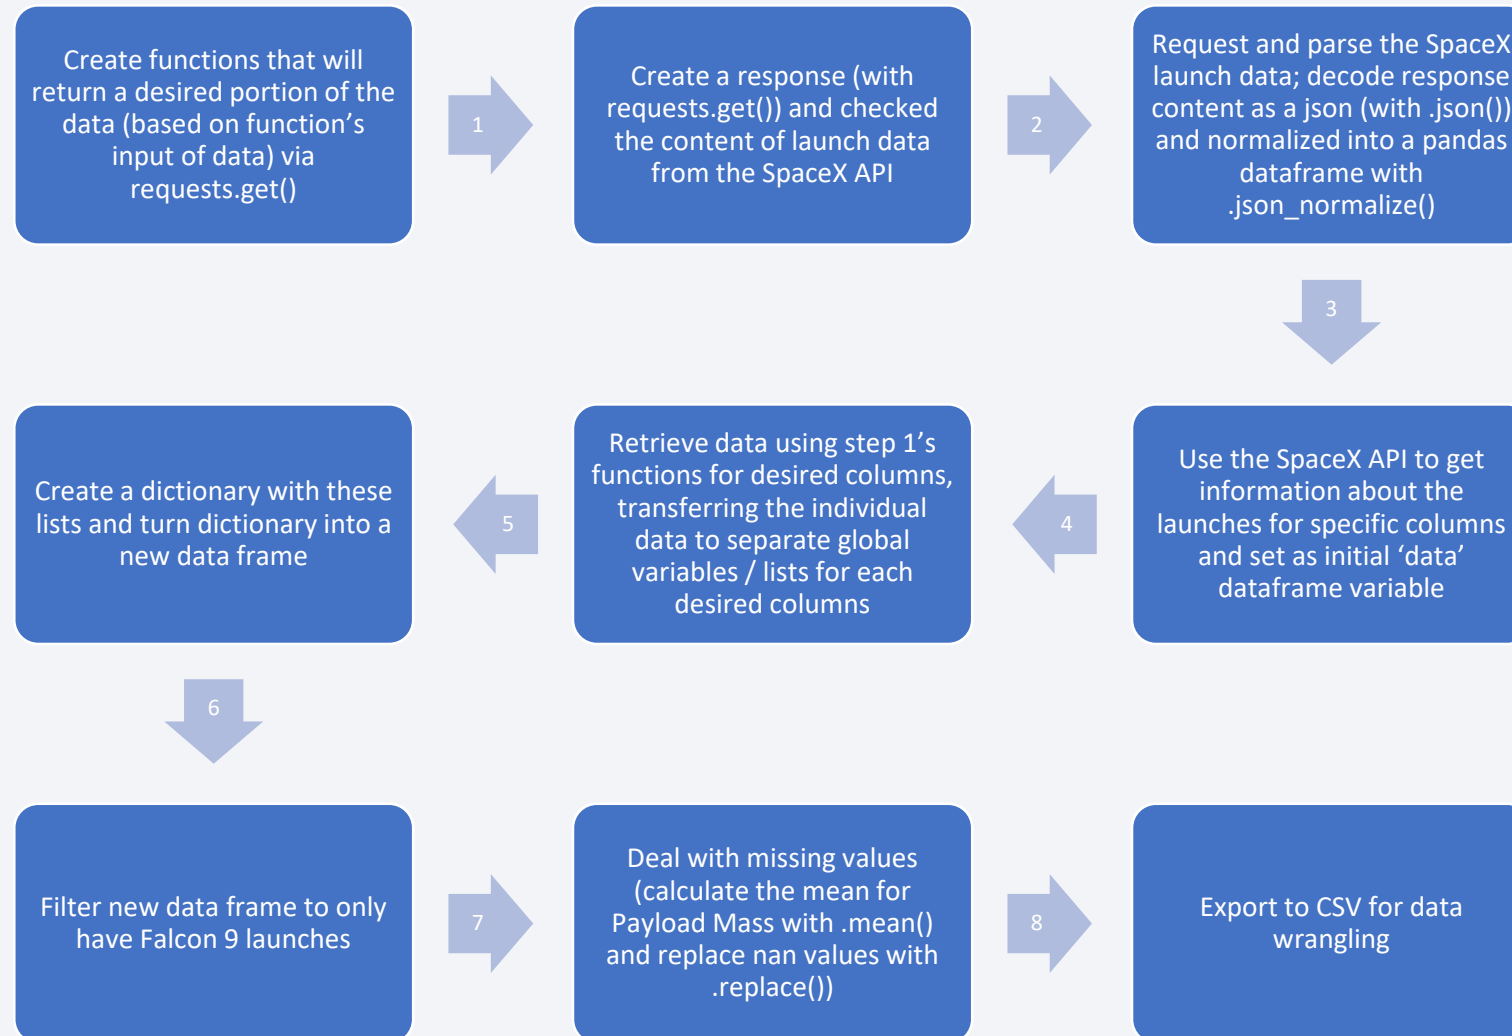 Create functions that will
return a desired portion of the
data (based on function’s
input of data) via
requests.get()
1
Create a response (with
requests.get()) and checked
the content of launch data
from the SpaceX API
2
Request and parse the SpaceX
launch data; decode response
content as a json (with .json())
and normalized into a pandas
dataframe with
.json_normalize()
3
Use the SpaceX API to get
information about the
launches for specific columns
and set as initial ‘data’
dataframe variable
4
Retrieve data using step 1’s
functions for desired columns,
transferring the individual
data to separate global
variables / lists for each
desired columns
5
Create a dictionary with these
lists and turn dictionary into a
new data frame
6
Filter new data frame to only
have Falcon 9 launches
7
Deal with missing values
(calculate the mean for
Payload Mass with .mean()
and replace nan values with
.replace())
8
Export to CSV for data
wrangling